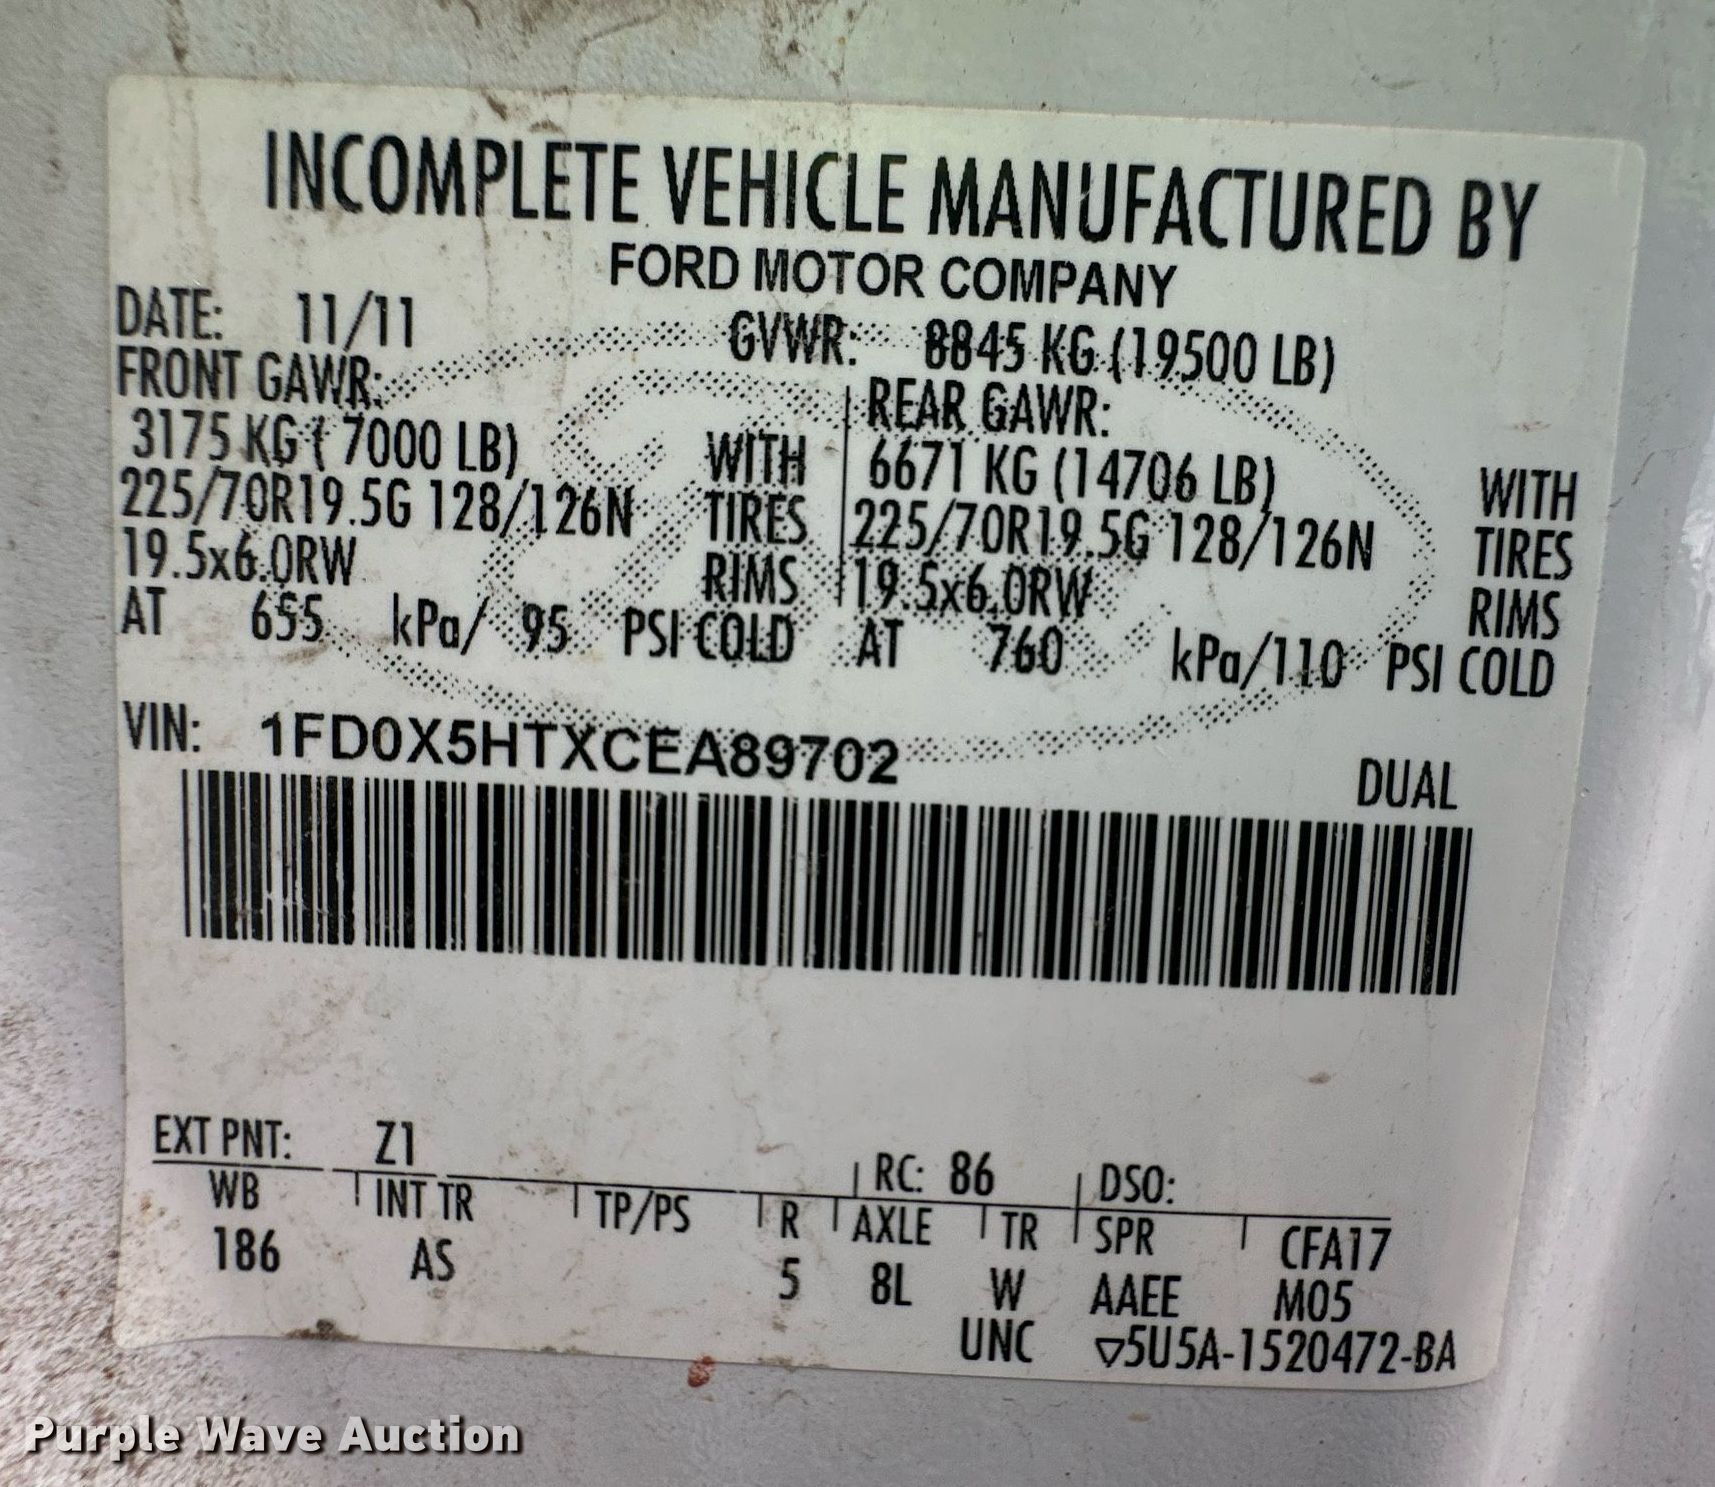 INCOMPLETE VEHICLE MANUFACTURED BY
FORD MOTOR COMPANY
DATE: 11/11 GVWR: 8845 KG (19500 LB)
FRONT GAWR: REAR GAWR:
3175 KG ( 7000 LB) WITH 6671 KG (14706 LB) WITH
225/70R19.5G 128/126N TIRES 225/70R19.5G 128/126N TIRES
19.5x6.0RW RIMS 19.5x6.0RW RIMS
AT 655 kPa/ 95 PSI COLD AT 760 kPa/110 PSI COLD
VIN: 1FD0X5HTXCEA89702
DUAL
EXT PNT: Z1 RC: 86 DSO:
WB INT TR TP/PS R AXLE TR SPR CFA17
186 AS 5 8L W AAEE M05
UNC ▽5U5A-1520472-BA
Purple Wave Auction